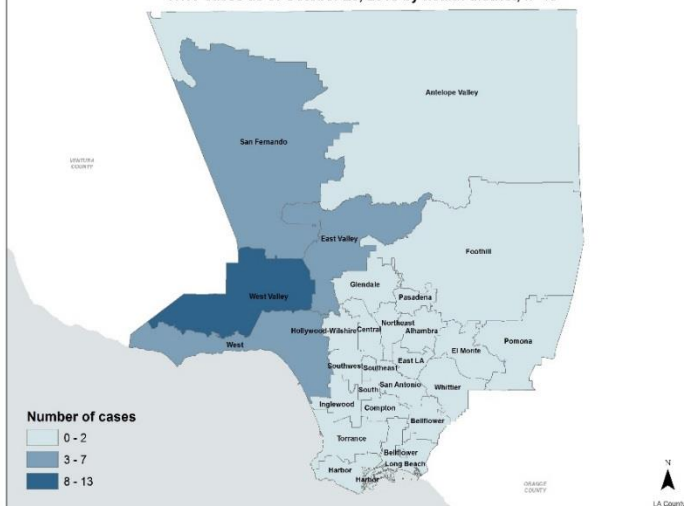 Antelope Valley
San Fernando
VENTURA
COUNTY
East Valley
Foothill
West Valley
Glendale
Pasadena
Hollywood-Wilshire
Central
Northeast
Alhambra
Pomona
El Monte
West
East LA
Southwest
Southeast
San Antonio
Whittier
South
Inglewood
Compton
Bellflower
Torrance
Bellflower
Long Beach
Harbor
Harbor
Number of cases
0 - 2
3 - 7
8 - 13
ORANGE
COUNTY
N
LA County